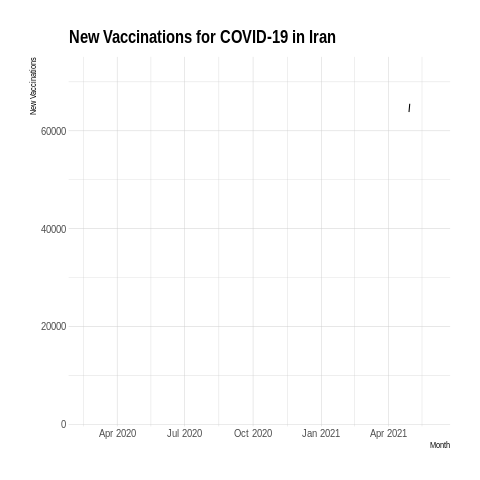 New Vaccinations for COVID-19 in Iran
New Vaccinations
60000
40000
20000
0
Apr 2020
Jul 2020
Oct 2020
Jan 2021
Apr 2021
Month